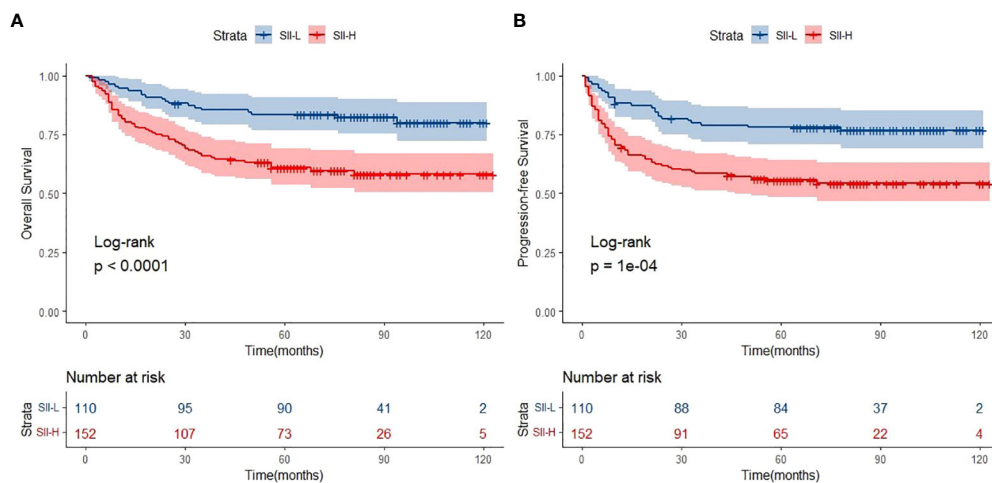 A
Strata SII-L SII-H
Overall Survival
1.00
0.75
0.50
0.25
0.00
Log-rank
p < 0.0001
0 30 60 90 120
Time(months)
Number at risk
Strata
SII-L 110 95 90 41 2
SII-H 152 107 73 26 5
0 30 60 90 120
Time(months)
B
Strata SII-L SII-H
Progression-free Survival
1.00
0.75
0.50
0.25
0.00
Log-rank
p = 1e-04
0 30 60 90 120
Time(months)
Number at risk
Strata
SII-L 110 88 84 37 2
SII-H 152 91 65 22 4
0 30 60 90 120
Time(months)